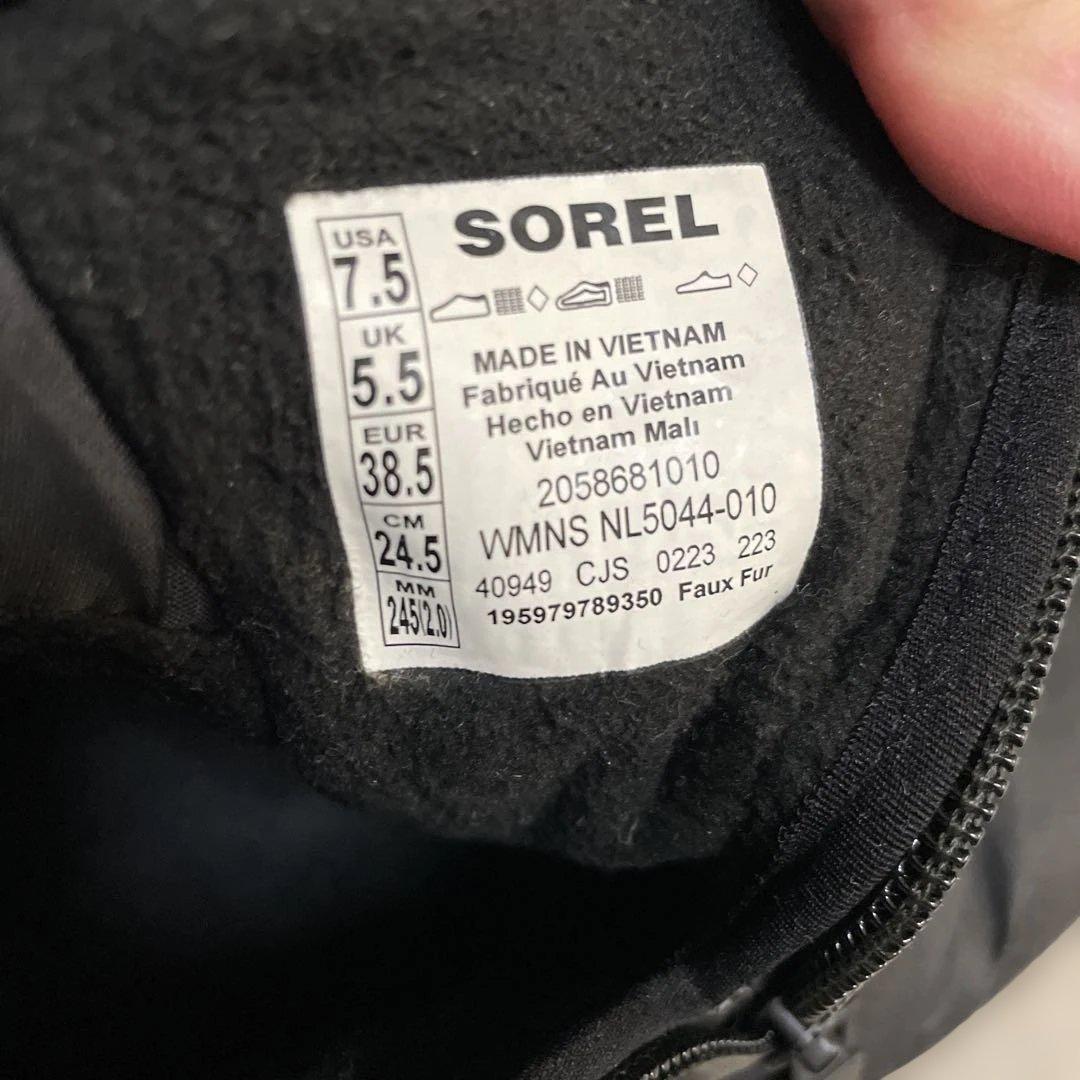 SOREL
USA
7.5
UK
5.5
EUR
38.5
CM
24.5
MM
245(2.0)
MADE IN VIETNAM
Fabriqué Au Vietnam
Hecho en Vietnam
Vietnam Malı
2058681010
WMNS NL5044-010
40949 CJS 0223 223
195979789350 Faux Fur